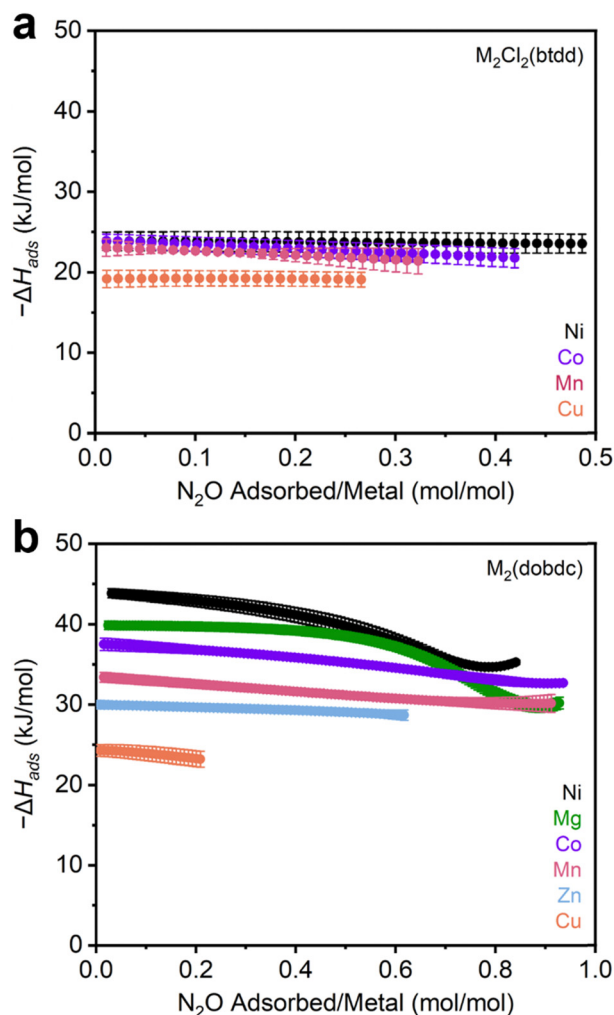 a
M₂Cl₂(btdd)
−ΔHads (kJ/mol)
50
40
30
20
10
0
Ni
Co
Mn
Cu
0.0 0.1 0.2 0.3 0.4 0.5
N₂O Adsorbed/Metal (mol/mol)
b
M₂(dobdc)
−ΔHads (kJ/mol)
50
40
30
20
10
0
Ni
Mg
Co
Mn
Zn
Cu
0.0 0.2 0.4 0.6 0.8 1.0
N₂O Adsorbed/Metal (mol/mol)